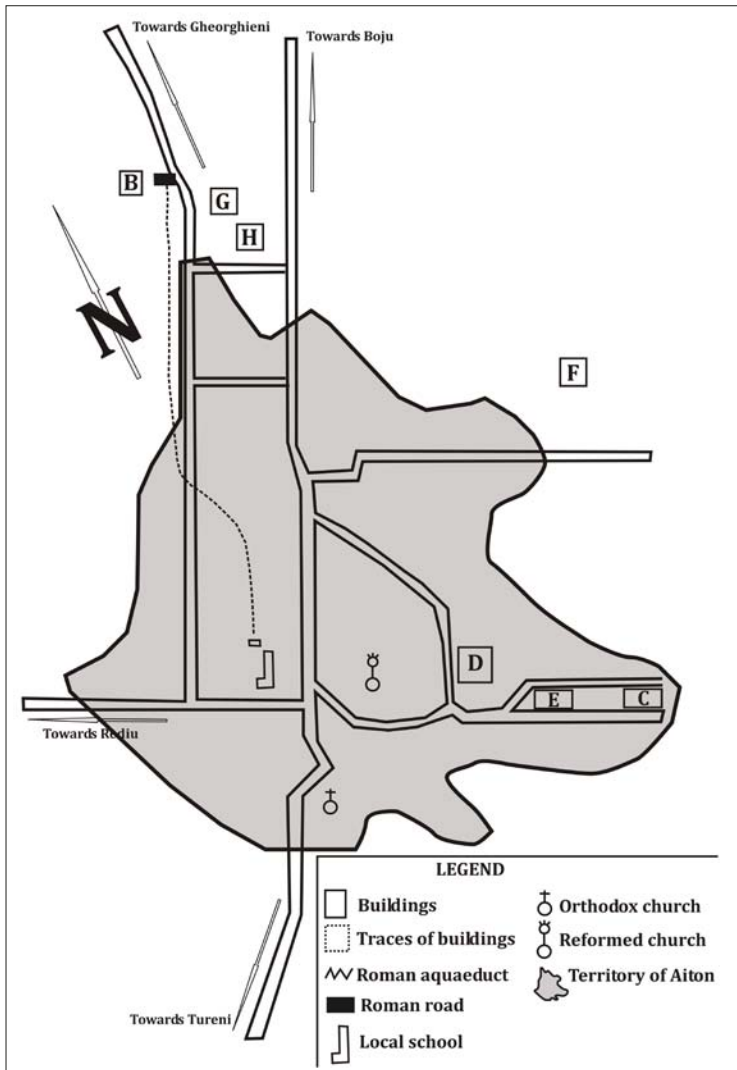 Towards Gheorghieni
Towards Boju
B
G
H
N
F
D
E
C
Towards Rediu
Towards Tureni
LEGEND
Buildings
Traces of buildings
Roman aquaeduct
Roman road
Local school
Orthodox church
Reformed church
Territory of Aiton